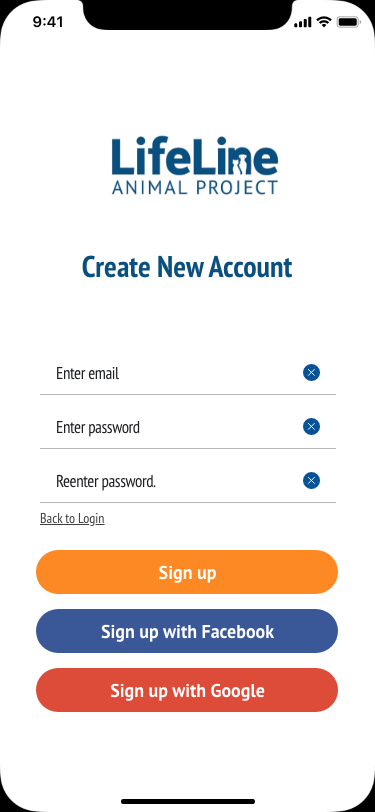 9:41
LifeLine
ANIMAL PROJECT
Create New Account
Enter email
Enter password
Reenter password.
Back to Login
Sign up
Sign up with Facebook
Sign up with Google